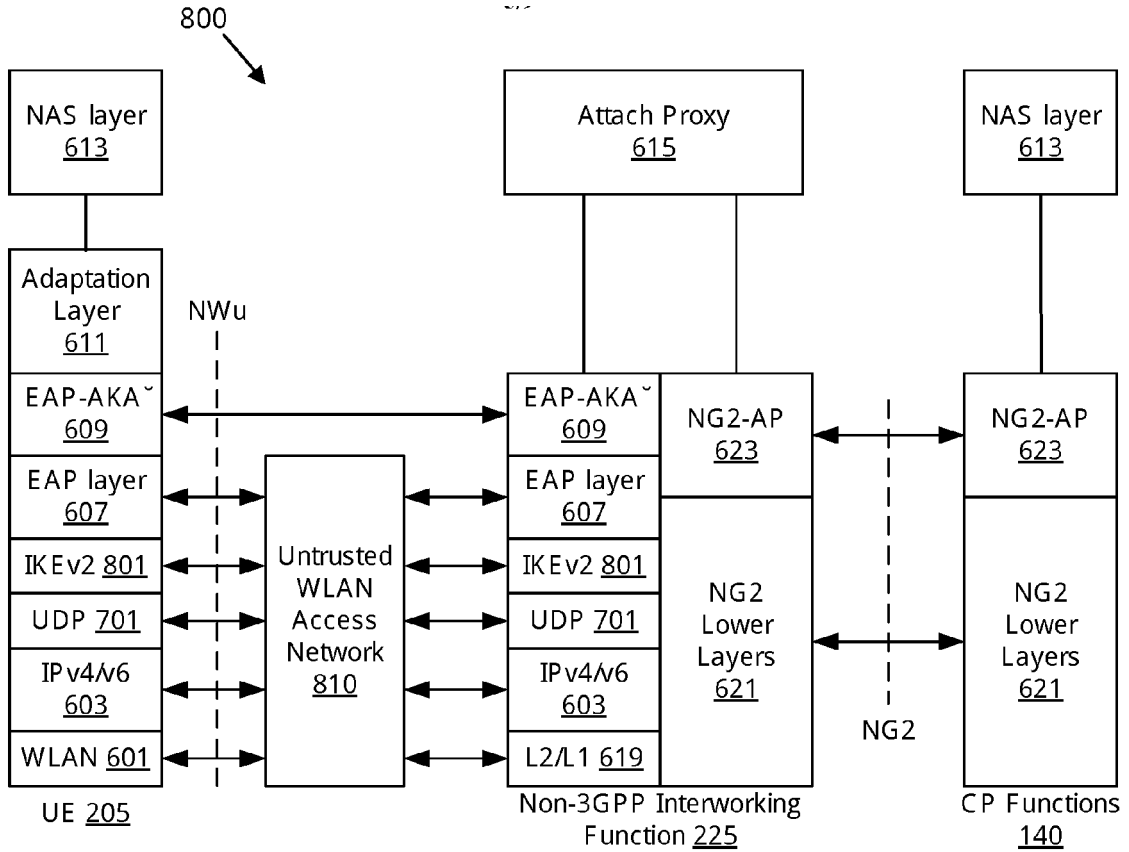 800
NAS layer
613
Attach Proxy
615
NAS layer
613
Adaptation
Layer
611
NWu
EAP-AKA˘
609
EAP layer
607
IKEv2 801
UDP 701
IPv4/v6
603
WLAN 601
UE 205
Untrusted
WLAN
Access
Network
810
EAP-AKA˘
609
EAP layer
607
IKEv2 801
UDP 701
IPv4/v6
603
L2/L1 619
NG2-AP
623
NG2
Lower
Layers
621
Non-3GPP Interworking
Function 225
NG2
NG2-AP
623
NG2
Lower
Layers
621
CP Functions
140